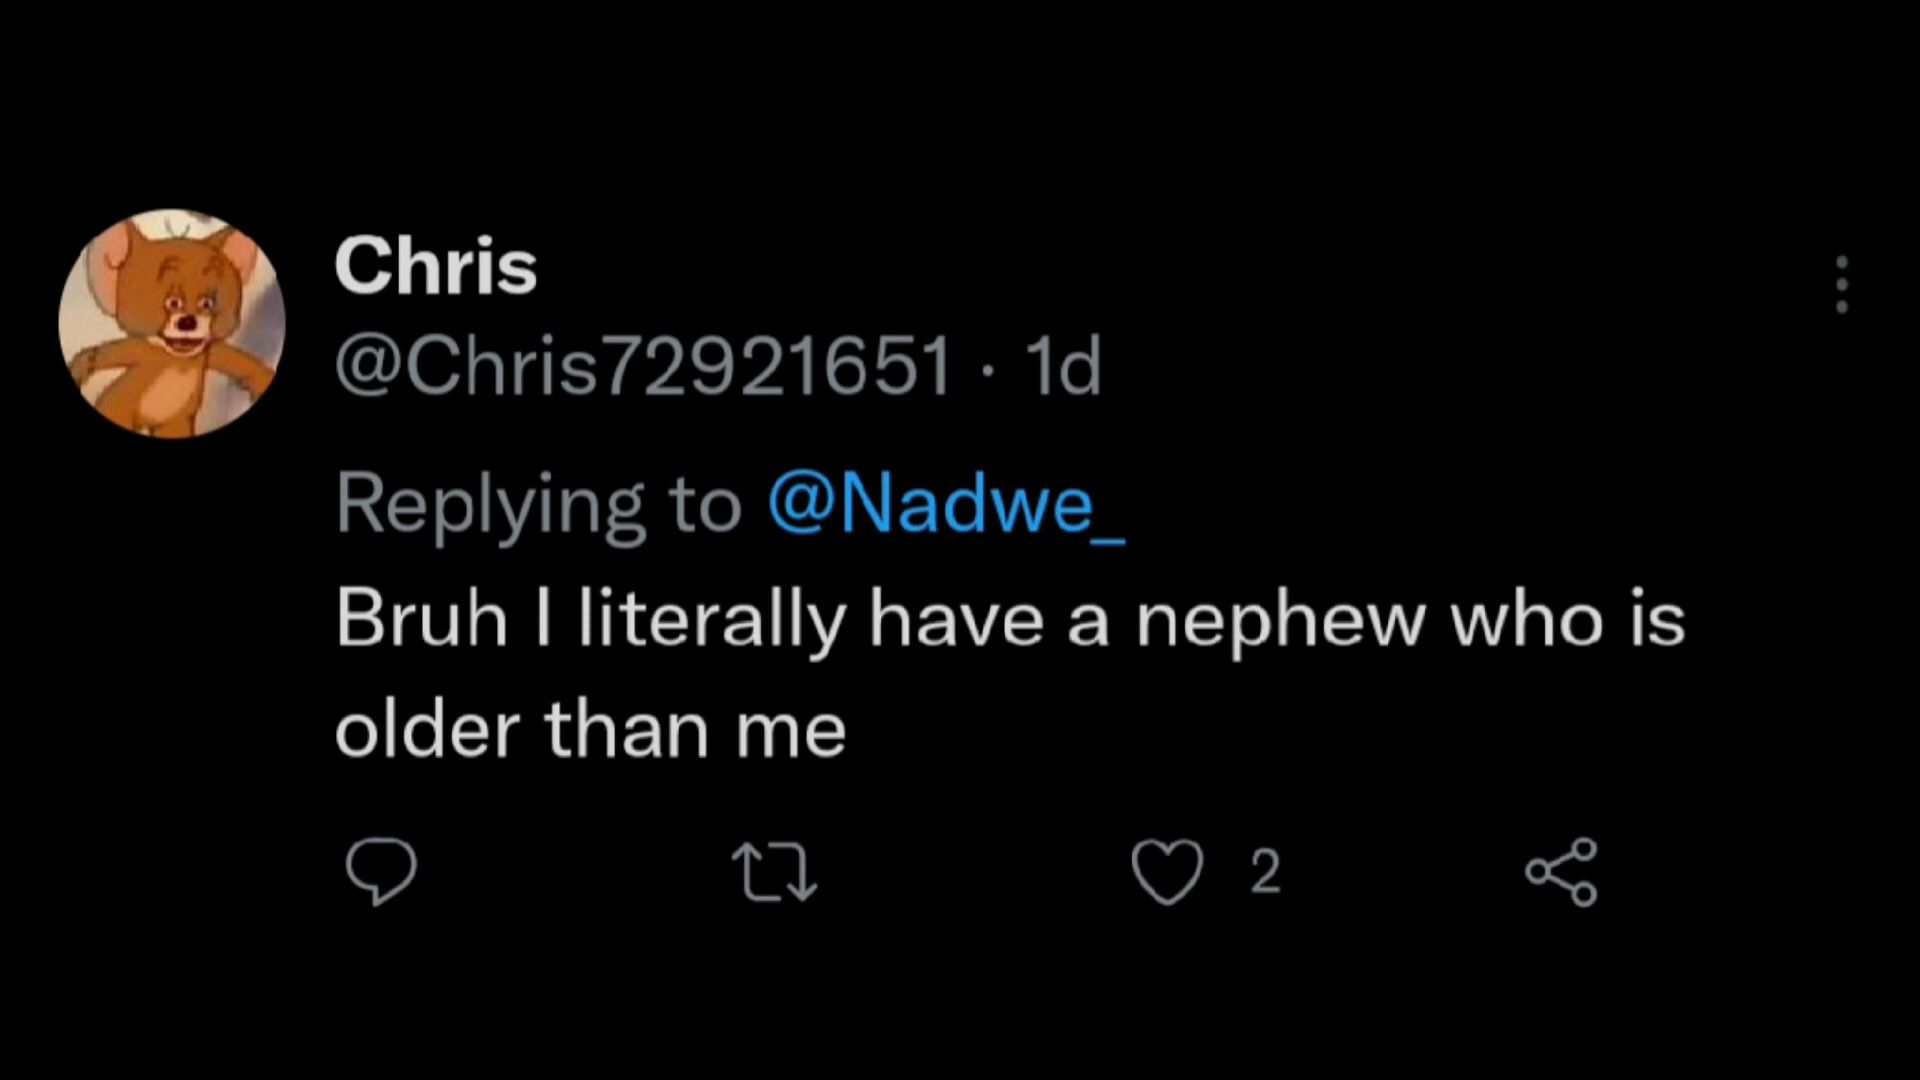 Chris
@Chris72921651 · 1d
Replying to @Nadwe_
Bruh I literally have a nephew who is
older than me
2